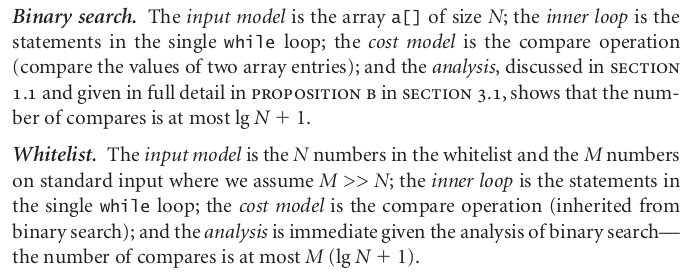 Binary search. The input model is the array a[] of size N; the inner loop is the
statements in the single while loop; the cost model is the compare operation
(compare the values of two array entries); and the analysis, discussed in SECTION
1.1 and given in full detail in PROPOSITION B in SECTION 3.1, shows that the num-
ber of compares is at most lg N + 1.
Whitelist. The input model is the N numbers in the whitelist and the M numbers
on standard input where we assume M >> N; the inner loop is the statements in
the single while loop; the cost model is the compare operation (inherited from
binary search); and the analysis is immediate given the analysis of binary search—
the number of compares is at most M (lg N + 1).